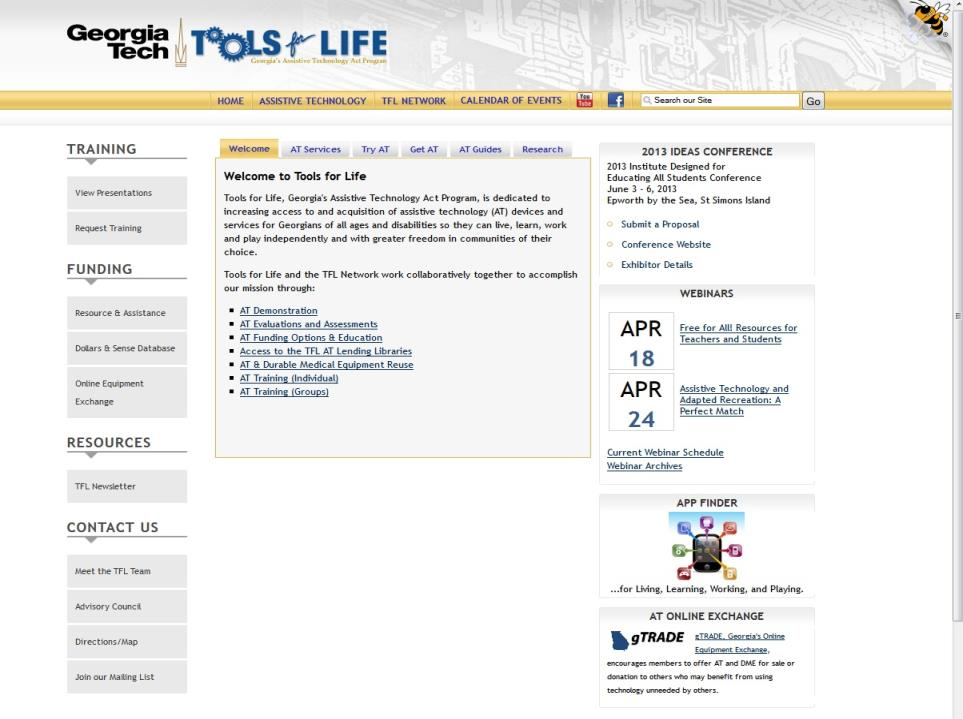 Georgia
Tech
TOOLS for LIFE
Georgia's Assistive Technology Act Program
HOME
ASSISTIVE TECHNOLOGY
TFL NETWORK
CALENDAR OF EVENTS
You
Tube
f
Search our Site
Go
TRAINING
View Presentations
Request Training
FUNDING
Resource & Assistance
Dollars & Sense Database
Online Equipment
Exchange
RESOURCES
TFL Newsletter
CONTACT US
Meet the TFL Team
Advisory Council
Directions/Map
Join our Mailing List
Welcome
AT Services
Try AT
Get AT
AT Guides
Research
Welcome to Tools for Life
Tools for Life, Georgia's Assistive Technology Act Program, is dedicated to
increasing access to and acquisition of assistive technology (AT) devices and
services for Georgians of all ages and disabilities so they can live, learn, work
and play independently and with greater freedom in communities of their
choice.
Tools for Life and the TFL Network work collaboratively together to accomplish
our mission through:
AT Demonstration
AT Evaluations and Assessments
AT Funding Options & Education
Access to the TFL AT Lending Libraries
AT & Durable Medical Equipment Reuse
AT Training (Individual)
AT Training (Groups)
2013 IDEAS CONFERENCE
2013 Institute Designed for
Educating All Students Conference
June 3 - 6, 2013
Epworth by the Sea, St Simons Island
Submit a Proposal
Conference Website
Exhibitor Details
WEBINARS
APR
18
Free for All! Resources for
Teachers and Students
APR
24
Assistive Technology and
Adapted Recreation: A
Perfect Match
Current Webinar Schedule
Webinar Archives
APP FINDER
...for Living, Learning, Working, and Playing.
AT ONLINE EXCHANGE
gTRADE
gTRADE, Georgia's Online
Equipment Exchange,
encourages members to offer AT and DME for sale or
donation to others who may benefit from using
technology unneeded by others.